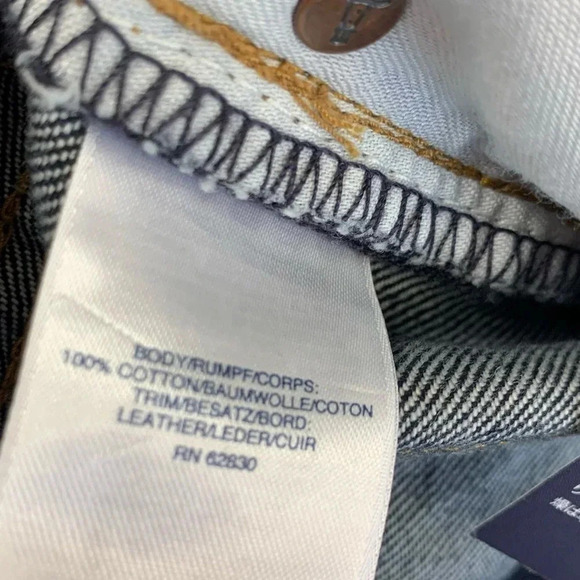 BODY/RUMPF/CORPS:
100% COTTON/BAUMWOLLE/COTON
TRIM/BESATZ/BORD:
LEATHER/LEDER/CUIR
RN 62830